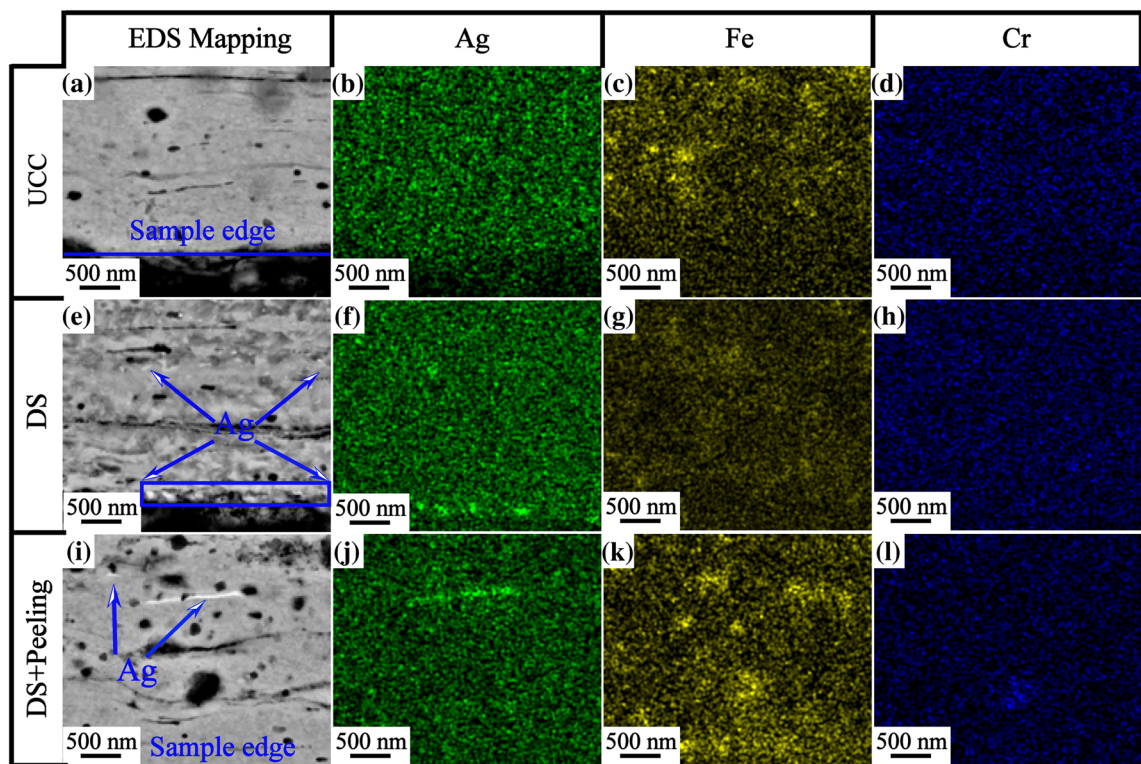 EDS Mapping Ag Fe Cr
UCC
(a) (b) (c) (d)
Sample edge
500 nm 500 nm 500 nm 500 nm
DS
(e) (f) (g) (h)
Ag
500 nm 500 nm 500 nm 500 nm
DS+Peeling
(i) (j) (k) (l)
Ag
Sample edge
500 nm 500 nm 500 nm 500 nm